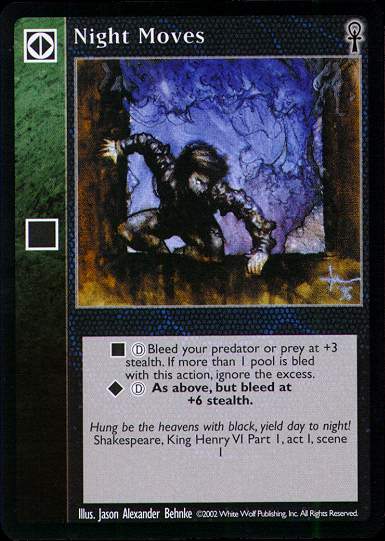 Night Moves
Ⓓ Bleed your predator or prey at +3
stealth. If more than 1 pool is bled
with this action, ignore the excess.
Ⓓ As above, but bleed at
+6 stealth.
Hung be the heavens with black, yield day to night!
Shakespeare, King Henry VI Part 1, act I, scene
1
Illus. Jason Alexander Behnke ©2002 White Wolf Publishing, Inc. All Rights Reserved.